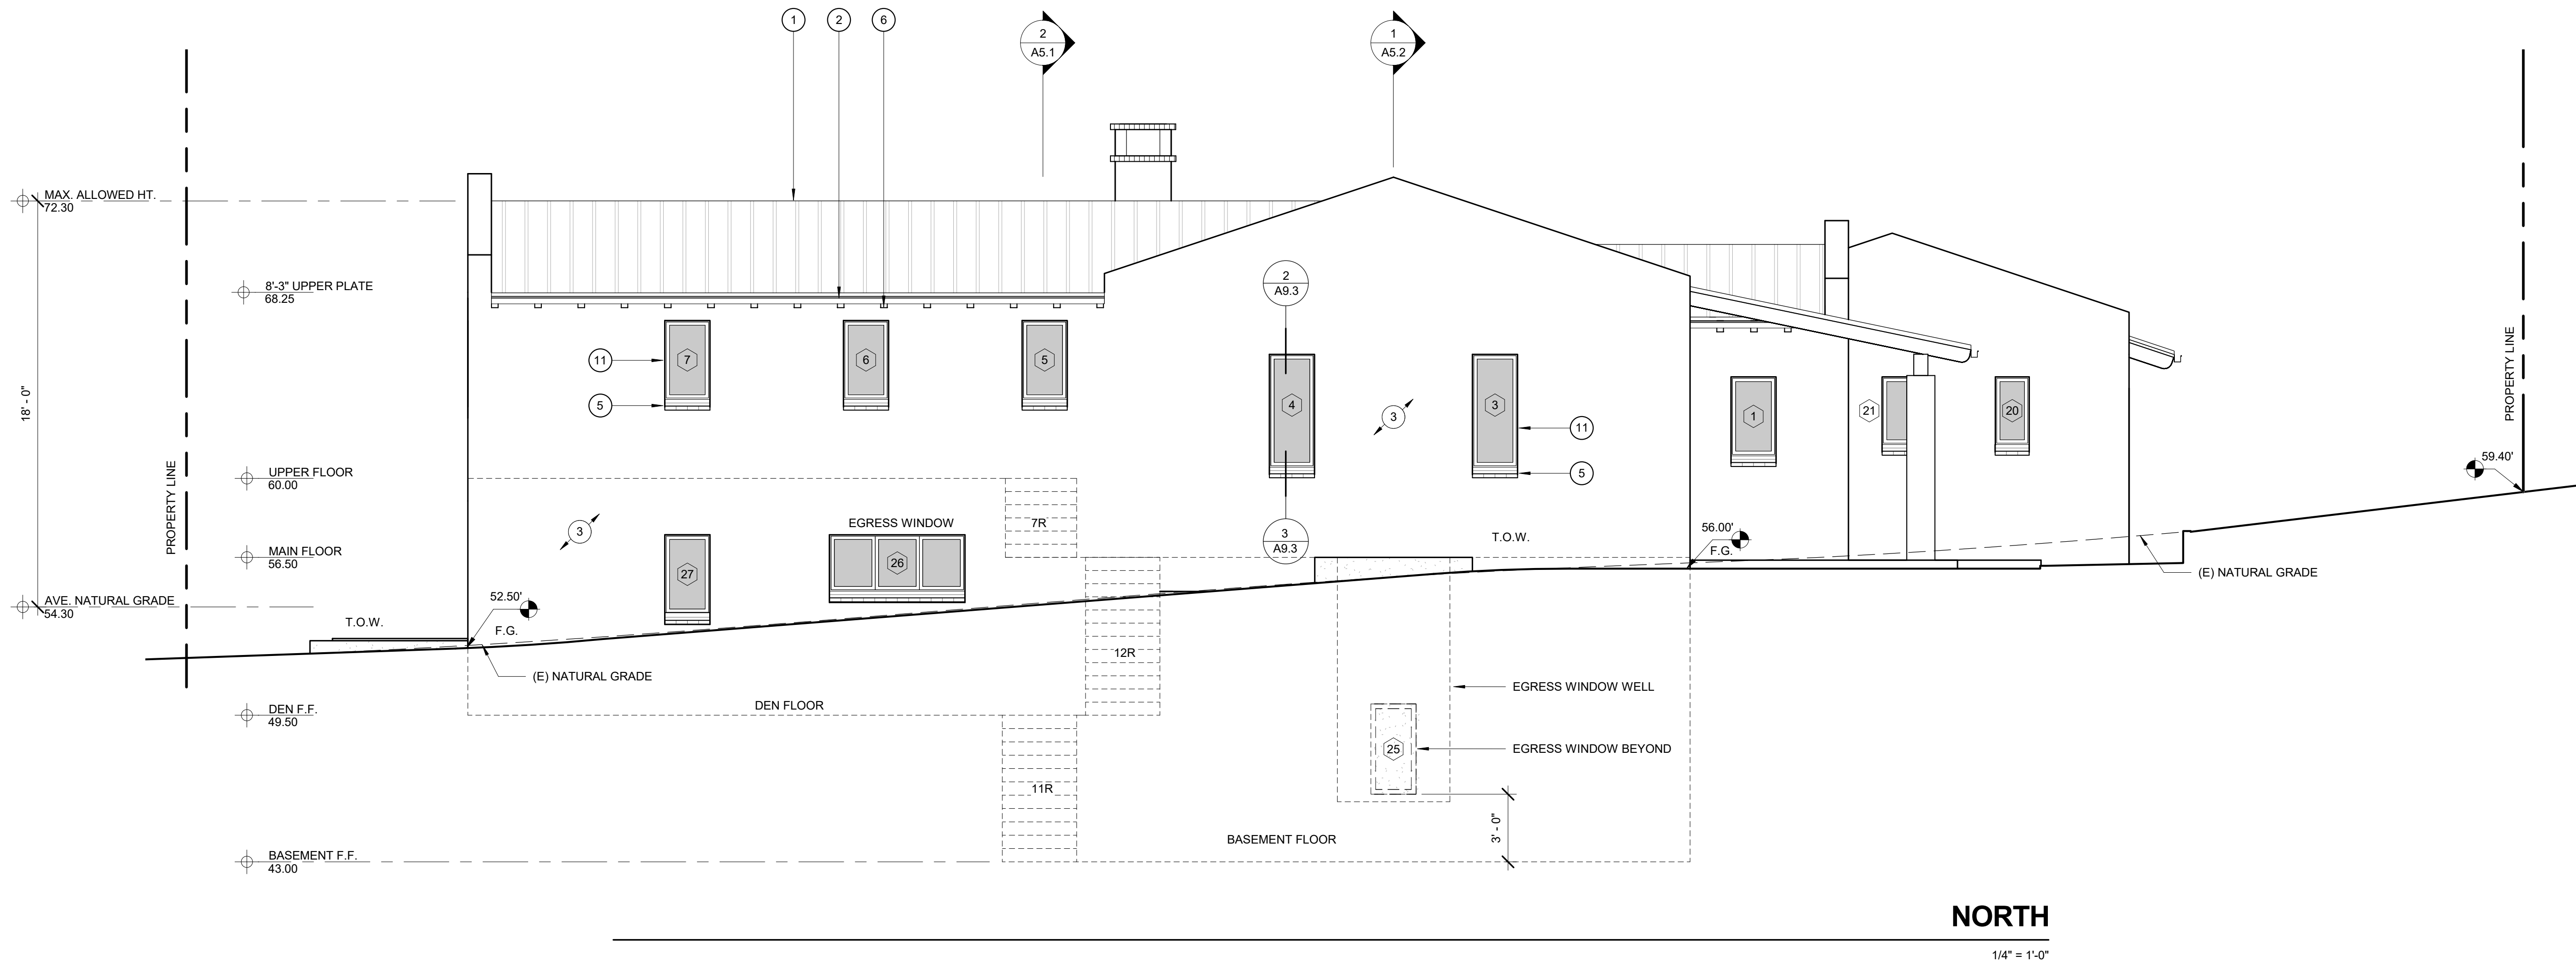 1
2
6
2
A5.1
1
A5.2
MAX. ALLOWED HT.
72.30
8'-3" UPPER PLATE
68.25
2
A9.3
18' - 0"
PROPERTY LINE
PROPERTY LINE
11
7
6
5
5
4
3
3
11
5
1
21
20
59.40'
UPPER FLOOR
60.00
3
EGRESS WINDOW
7R
3
A9.3
T.O.W.
56.00'
F.G.
MAIN FLOOR
56.50
27
26
(E) NATURAL GRADE
AVE. NATURAL GRADE
54.30
52.50'
F.G.
T.O.W.
12R
(E) NATURAL GRADE
EGRESS WINDOW WELL
DEN F.F.
49.50
DEN FLOOR
25
EGRESS WINDOW BEYOND
11R
3' - 0"
BASEMENT FLOOR
BASEMENT F.F.
43.00
NORTH
1/4" = 1'-0"